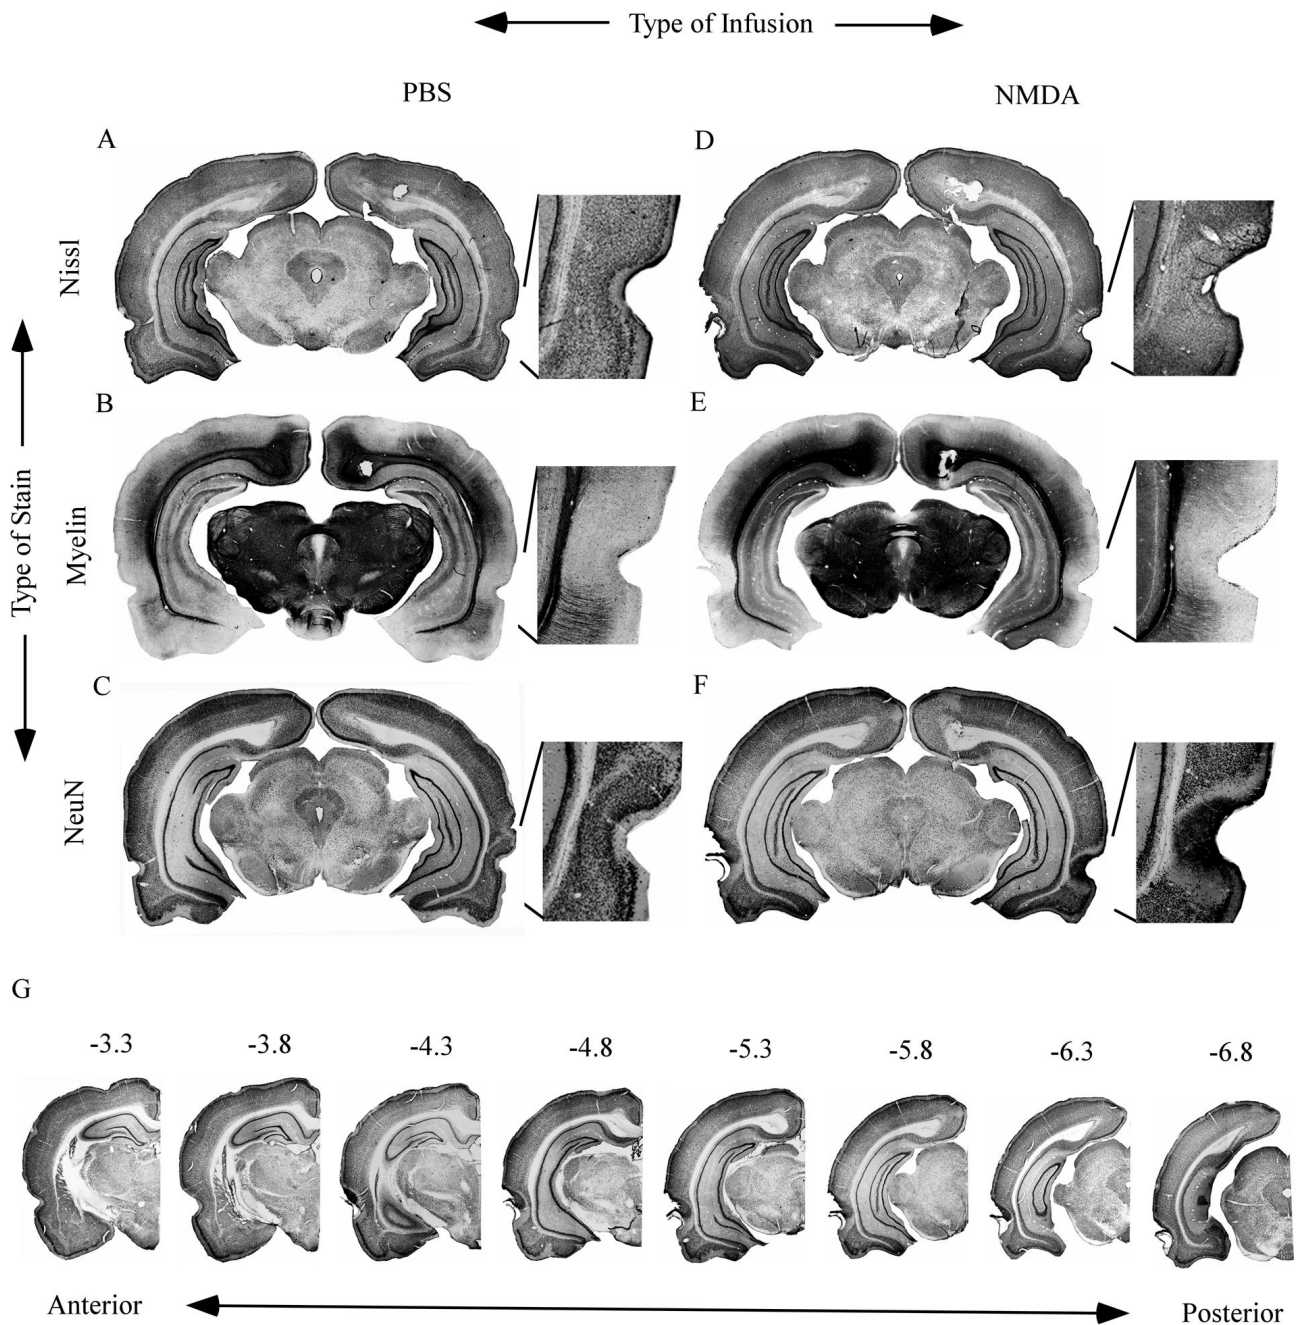 Type of Infusion
PBS
NMDA
A
D
Nissl
B
E
Type of Stain
Myelin
C
F
NeuN
G
-3.3
-3.8
-4.3
-4.8
-5.3
-5.8
-6.3
-6.8
Anterior
Posterior